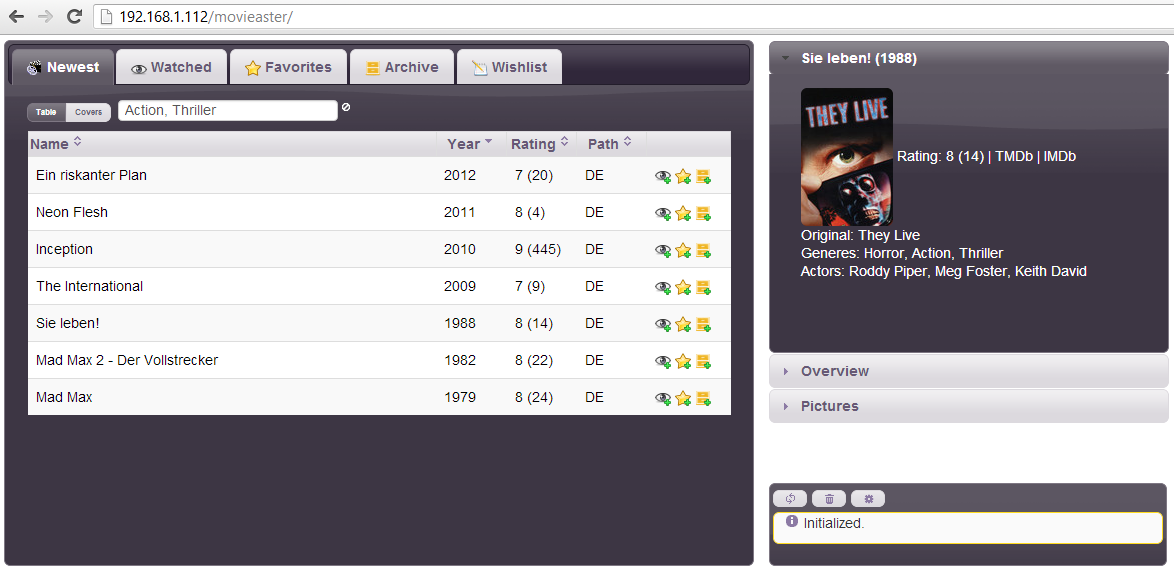 192.168.1.112/movieaster/
Newest Watched Favorites Archive Wishlist
Table Covers Action, Thriller
Name Year Rating Path
Ein riskanter Plan 2012 7 (20) DE
Neon Flesh 2011 8 (4) DE
Inception 2010 9 (445) DE
The International 2009 7 (9) DE
Sie leben! 1988 8 (14) DE
Mad Max 2 - Der Vollstrecker 1982 8 (22) DE
Mad Max 1979 8 (24) DE
Sie leben! (1988)
THEY LIVE
Rating: 8 (14) | TMDb | IMDb
Original: They Live
Generes: Horror, Action, Thriller
Actors: Roddy Piper, Meg Foster, Keith David
Overview
Pictures
Initialized.